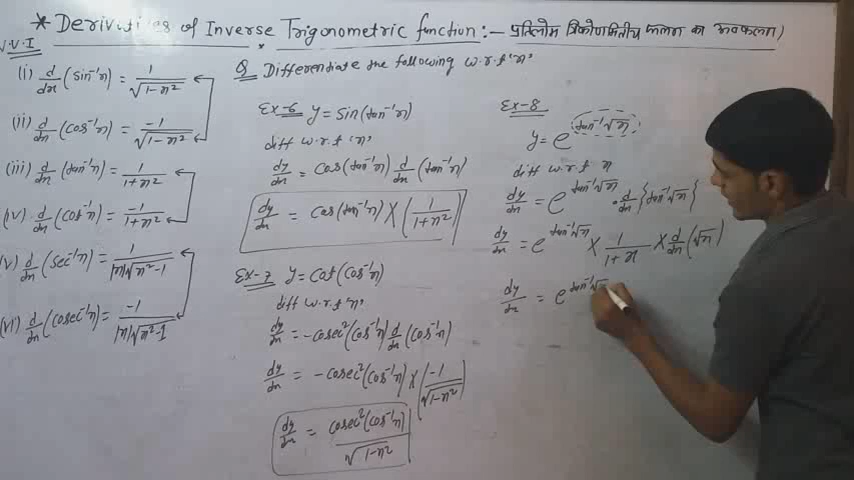 * Derivatives of Inverse Trigonometric function :- प्रतिलोम त्रिकोणमितीय फलन का अवकलन)
V.V.I
(i) d/dx (sin⁻¹x) = 1/√(1-x²)
(ii) d/dx (cos⁻¹x) = -1/√(1-x²)
(iii) d/dx (tan⁻¹x) = 1/(1+x²)
(iv) d/dx (cot⁻¹x) = -1/(1+x²)
(v) d/dx (sec⁻¹x) = 1/(|x|√(x²-1))
(vi) d/dx (cosec⁻¹x) = -1/(|x|√(x²-1))
Q Differentiate the following w.r.t 'x'
Ex-6 y = sin(tan⁻¹x)
diff w.r.t 'x'
dy/dx = cos(tan⁻¹x) d/dx (tan⁻¹x)
dy/dx = cos(tan⁻¹x) × (1/(1+x²))
Ex-7 y = cot(cos⁻¹x)
diff w.r.t 'x'
dy/dx = -cosec²(cos⁻¹x) d/dx (cos⁻¹x)
dy/dx = -cosec²(cos⁻¹x) × (-1/√(1-x²))
dy/dx = cosec²(cos⁻¹x)/√(1-x²)
Ex-8
y = e^(tan⁻¹√x)
diff w.r.t x
dy/dx = e^(tan⁻¹√x) · d/dx {tan⁻¹√x}
dy/dx = e^(tan⁻¹√x) × 1/(1+x) × d/dx (√x)
dy/dx = e^(tan⁻¹√x)